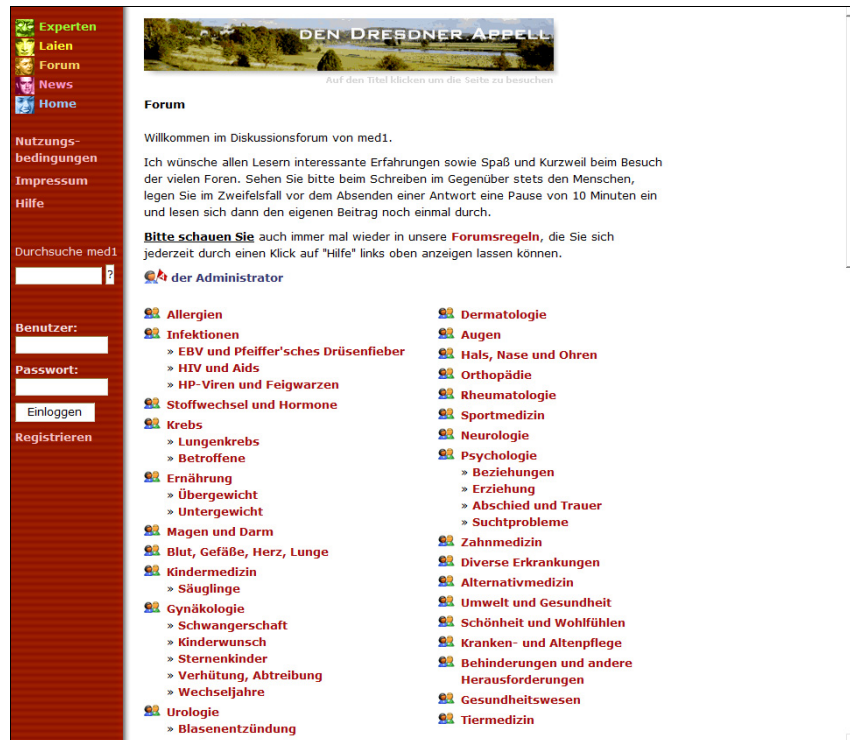 Experten
Laien
Forum
News
Home
Nutzungs-
bedingungen
Impressum
Hilfe
Durchsuche med1
?
Benutzer:
Passwort:
Einloggen
Registrieren
DEN DRESDNER APPELL
Auf den Titel klicken um die Seite zu besuchen
Forum
Willkommen im Diskussionsforum von med1.
Ich wünsche allen Lesern interessante Erfahrungen sowie Spaß und Kurzweil beim Besuch
der vielen Foren. Sehen Sie bitte beim Schreiben im Gegenüber stets den Menschen,
legen Sie im Zweifelsfall vor dem Absenden einer Antwort eine Pause von 10 Minuten ein
und lesen sich dann den eigenen Beitrag noch einmal durch.
Bitte schauen Sie auch immer mal wieder in unsere Forumsregeln, die Sie sich
jederzeit durch einen Klick auf "Hilfe" links oben anzeigen lassen können.
der Administrator
Allergien
Infektionen
» EBV und Pfeiffer'sches Drüsenfieber
» HIV und Aids
» HP-Viren und Feigwarzen
Stoffwechsel und Hormone
Krebs
» Lungenkrebs
» Betroffene
Ernährung
» Übergewicht
» Untergewicht
Magen und Darm
Blut, Gefäße, Herz, Lunge
Kindermedizin
» Säuglinge
Gynäkologie
» Schwangerschaft
» Kinderwunsch
» Sternenkinder
» Verhütung, Abtreibung
» Wechseljahre
Urologie
» Blasenentzündung
Dermatologie
Augen
Hals, Nase und Ohren
Orthopädie
Rheumatologie
Sportmedizin
Neurologie
Psychologie
» Beziehungen
» Erziehung
» Abschied und Trauer
» Suchtprobleme
Zahnmedizin
Diverse Erkrankungen
Alternativmedizin
Umwelt und Gesundheit
Schönheit und Wohlfühlen
Kranken- und Altenpflege
Behinderungen und andere
Herausforderungen
Gesundheitswesen
Tiermedizin